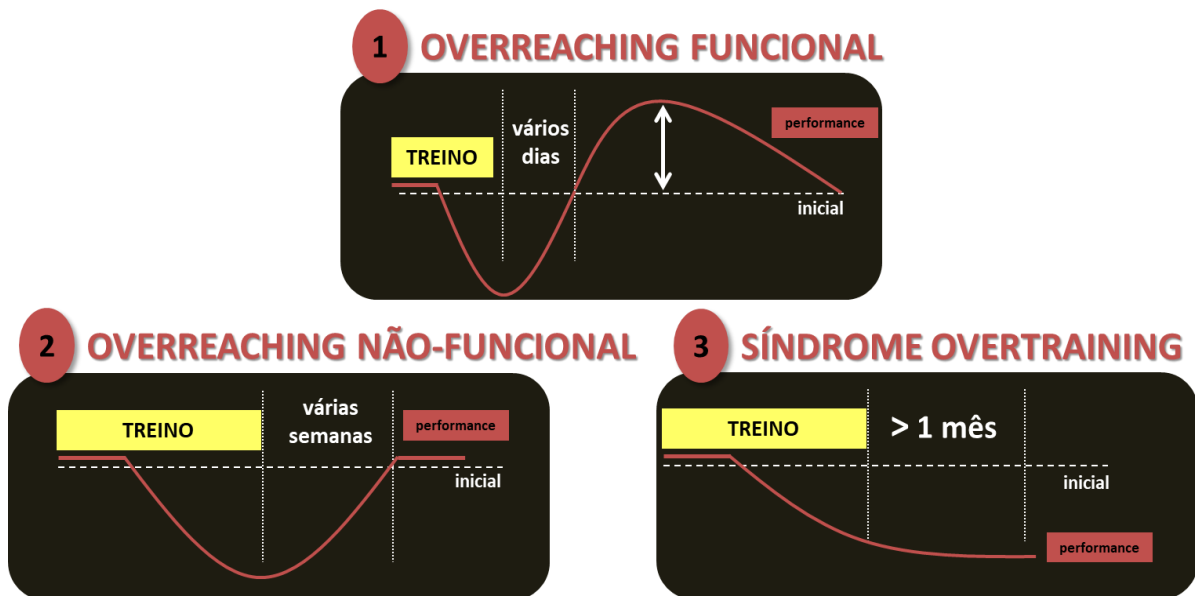 1 OVERREACHING FUNCIONAL
TREINO
vários
dias
performance
inicial
2 OVERREACHING NÃO-FUNCIONAL
TREINO
várias
semanas
performance
inicial
3 SÍNDROME OVERTRAINING
TREINO
> 1 mês
inicial
performance